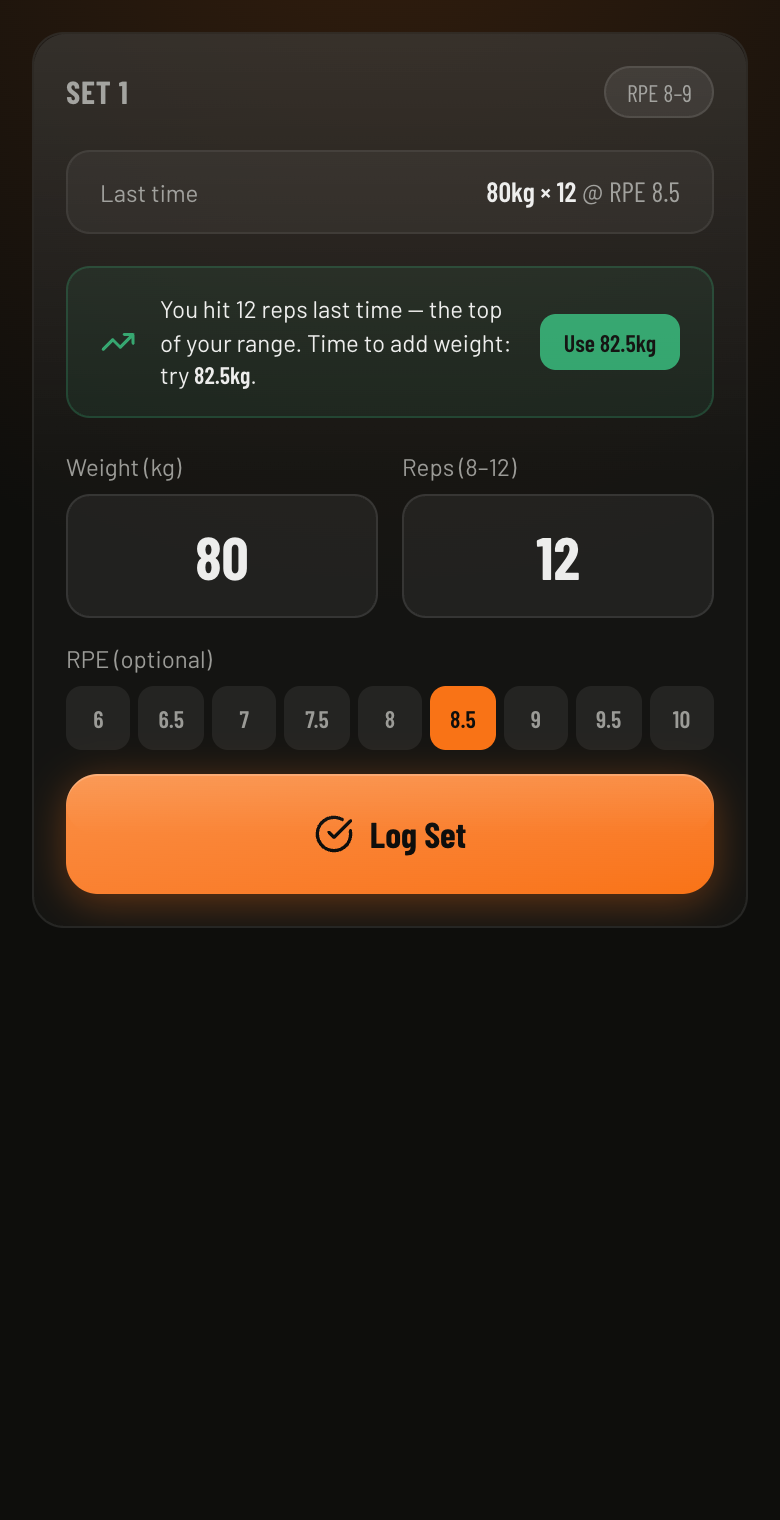 SET 1
RPE 8–9
Last time
80kg × 12 @ RPE 8.5
You hit 12 reps last time — the top
of your range. Time to add weight:
try 82.5kg.
Use 82.5kg
Weight (kg)
Reps (8–12)
80
12
RPE (optional)
6 6.5 7 7.5 8 8.5 9 9.5 10
Log Set